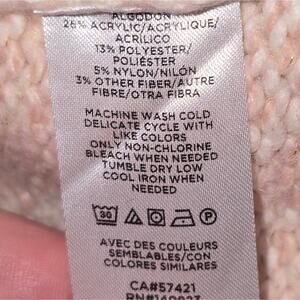 ALGODÓN
26% ACRYLIC/ACRYLIQUE/
ACRÍLICO
13% POLYESTER/
POLIÉSTER
5% NYLON/NILÓN
3% OTHER FIBER/AUTRE
FIBRE/OTRA FIBRA
MACHINE WASH COLD
DELICATE CYCLE WITH
LIKE COLORS
ONLY NON-CHLORINE
BLEACH WHEN NEEDED
TUMBLE DRY LOW
COOL IRON WHEN
NEEDED
30 P
AVEC DES COULEURS
SEMBLABLES/CON
COLORES SIMILARES
CA#57421
RN#140937